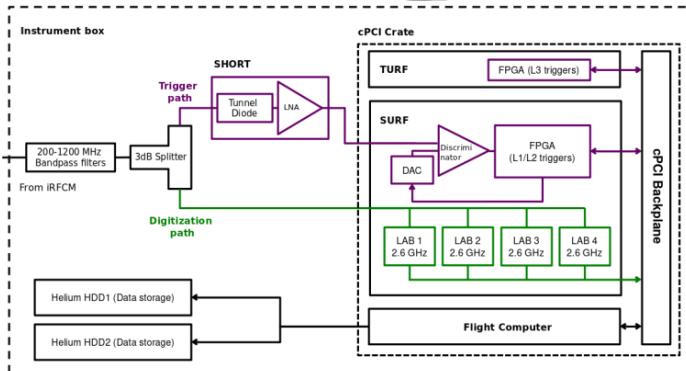 Instrument box
cPCI Crate
SHORT
Trigger
path
Tunnel
Diode
LNA
TURF
FPGA (L3 triggers)
SURF
200-1200 MHz
Bandpass filters
3dB Splitter
From iRFCM
Discrimi
nator
DAC
FPGA
(L1/L2 triggers)
cPCI Backplane
Digitization
path
LAB 1
2.6 GHz
LAB 2
2.6 GHz
LAB 3
2.6 GHz
LAB 4
2.6 GHz
Helium HDD1 (Data storage)
Helium HDD2 (Data storage)
Flight Computer